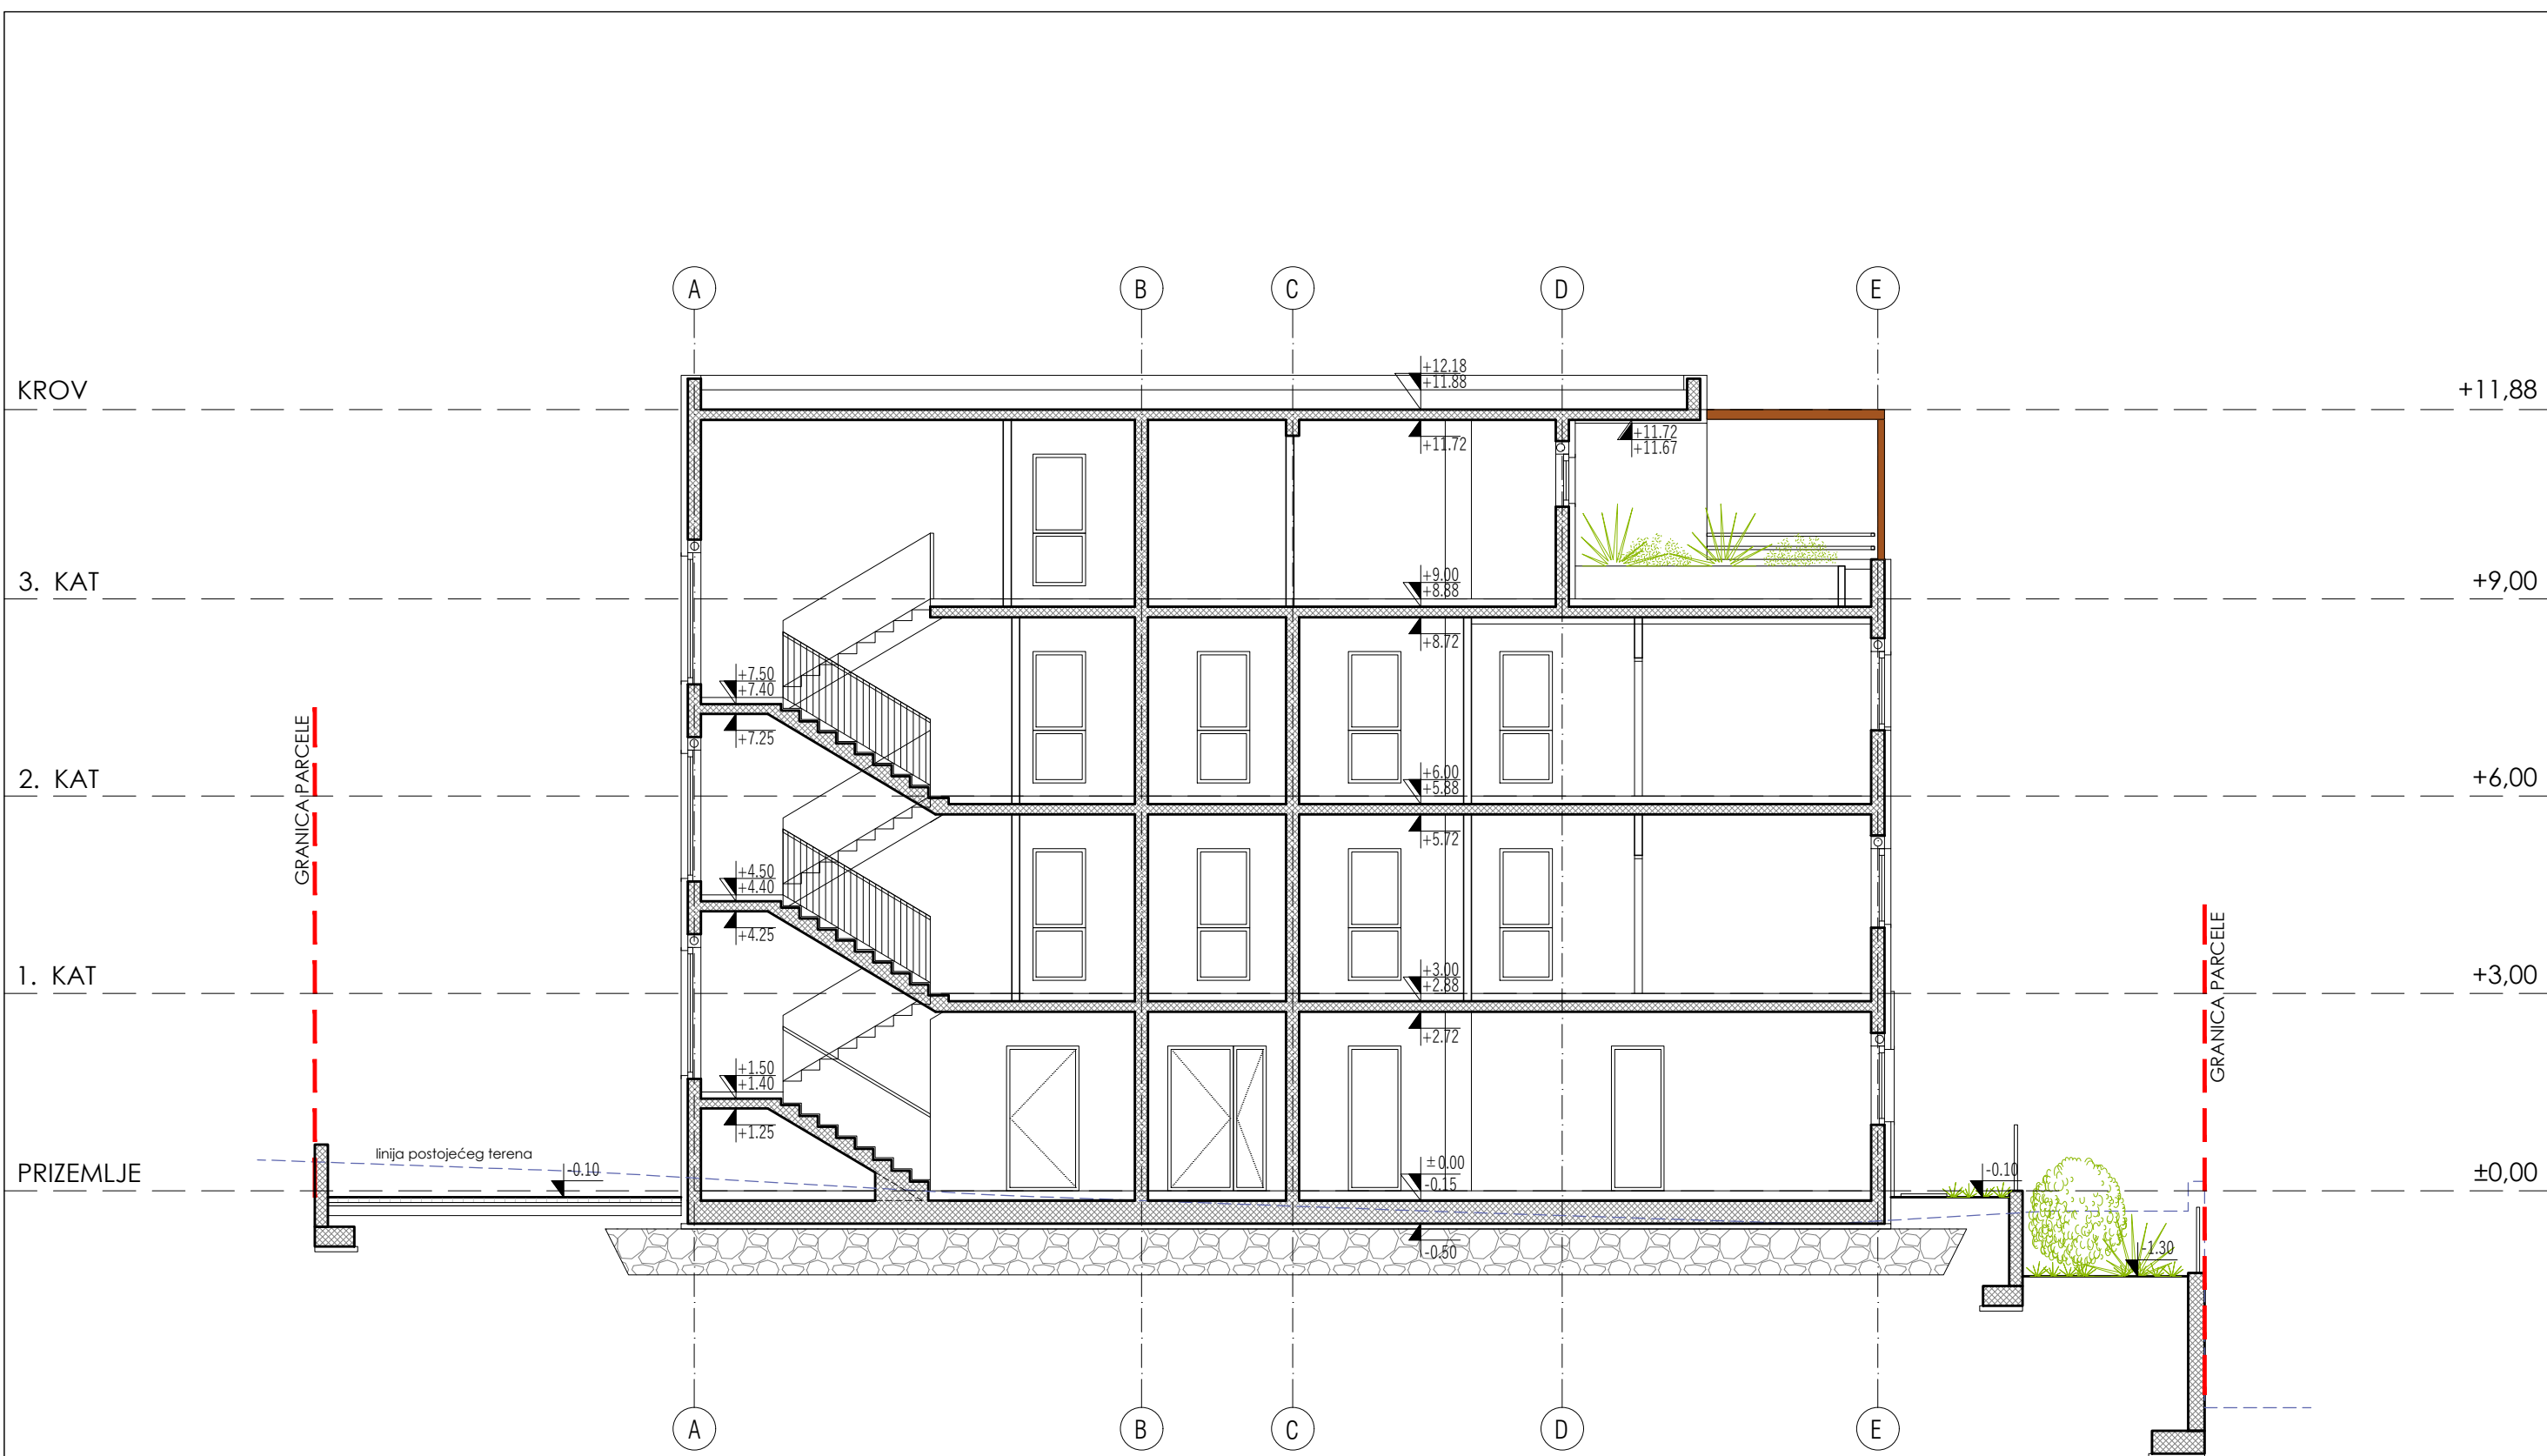 A B C D E
KROV +12.18 +11,88
+11.88
+11.72 +11.72
+11.67
3. KAT +9.00 +9,00
+8.88
+8.72
+7.50
+7.40
+7.25
GRANICA PARCELE
2. KAT +6.00 +6,00
+5.88
+5.72
+4.50
+4.40
+4.25
GRANICA PARCELE
1. KAT +3.00 +3,00
+2.88
+2.72
+1.50
+1.40
+1.25
linija postojećeg terena
-0.10 -0.10
PRIZEMLJE ±0.00 ±0,00
-0.15
-0.50 -1.30
A B C D E